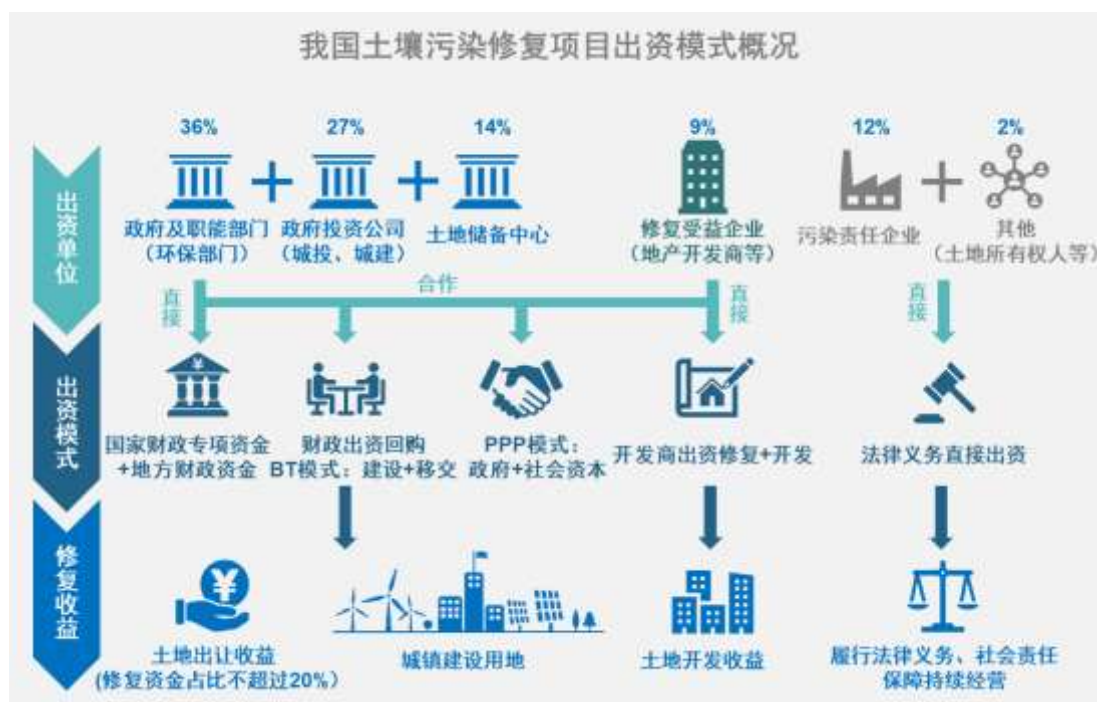 我国土壤污染修复项目出资模式概况
36%
27%
14%
9%
12%
2%
出资单位
政府及职能部门
（环保部门）
政府投资公司
（城投、城建）
土地储备中心
修复受益企业
（地产开发商等）
污染责任企业
其他
（土地所有权人等）
直接
合作
直接
直接
出资模式
¥
国家财政专项资金
+地方财政资金
财政出资回购
BT模式：建设+移交
PPP模式：
政府+社会资本
开发商出资修复+开发
法律义务直接出资
修复收益
¥
土地出让收益
(修复资金占比不超过20%）
城镇建设用地
土地开发收益
履行法律义务、社会责任
保障持续经营